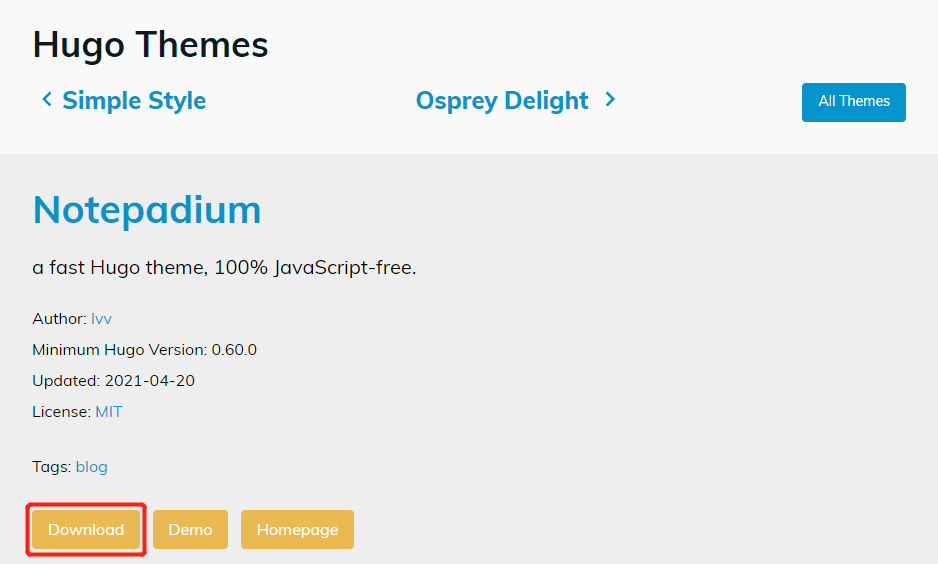 Hugo Themes
Simple Style
Osprey Delight
All Themes
Notepadium
a fast Hugo theme, 100% JavaScript-free.
Author: lvv
Minimum Hugo Version: 0.60.0
Updated: 2021-04-20
License: MIT
Tags: blog
Download
Demo
Homepage